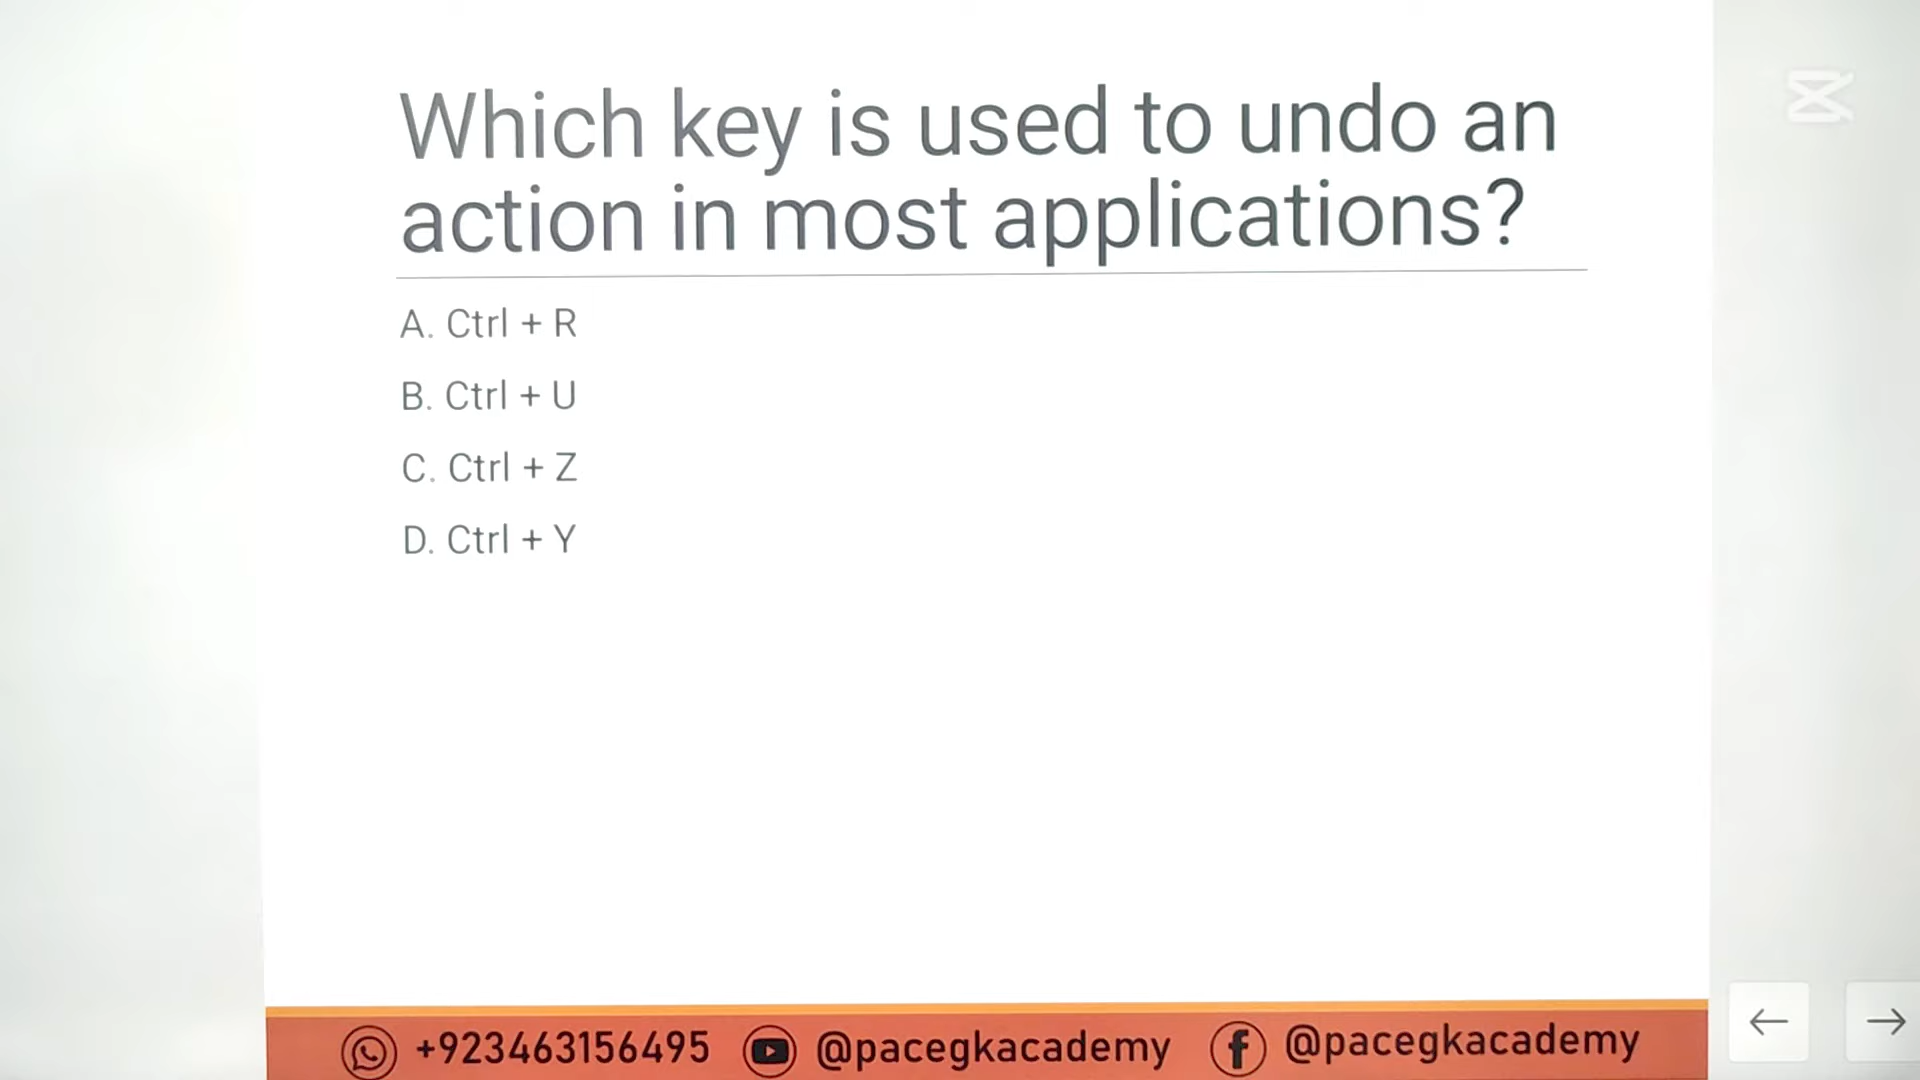 Which key is used to undo an
action in most applications?
A. Ctrl + R
B. Ctrl + U
C. Ctrl + Z
D. Ctrl + Y
+923463156495 @pacegkacademy @pacegkacademy